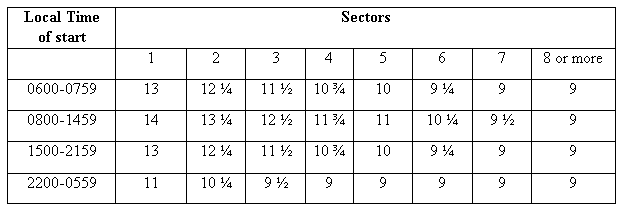 Local Time of start Sectors
1 2 3 4 5 6 7 8 or more
0600-0759 13 12 ¼ 11 ½ 10 ¾ 10 9 ¼ 9 9
0800-1459 14 13 ¼ 12 ½ 11 ¾ 11 10 ¼ 9 ½ 9
1500-2159 13 12 ¼ 11 ½ 10 ¾ 10 9 ¼ 9 9
2200-0559 11 10 ¼ 9 ½ 9 9 9 9 9